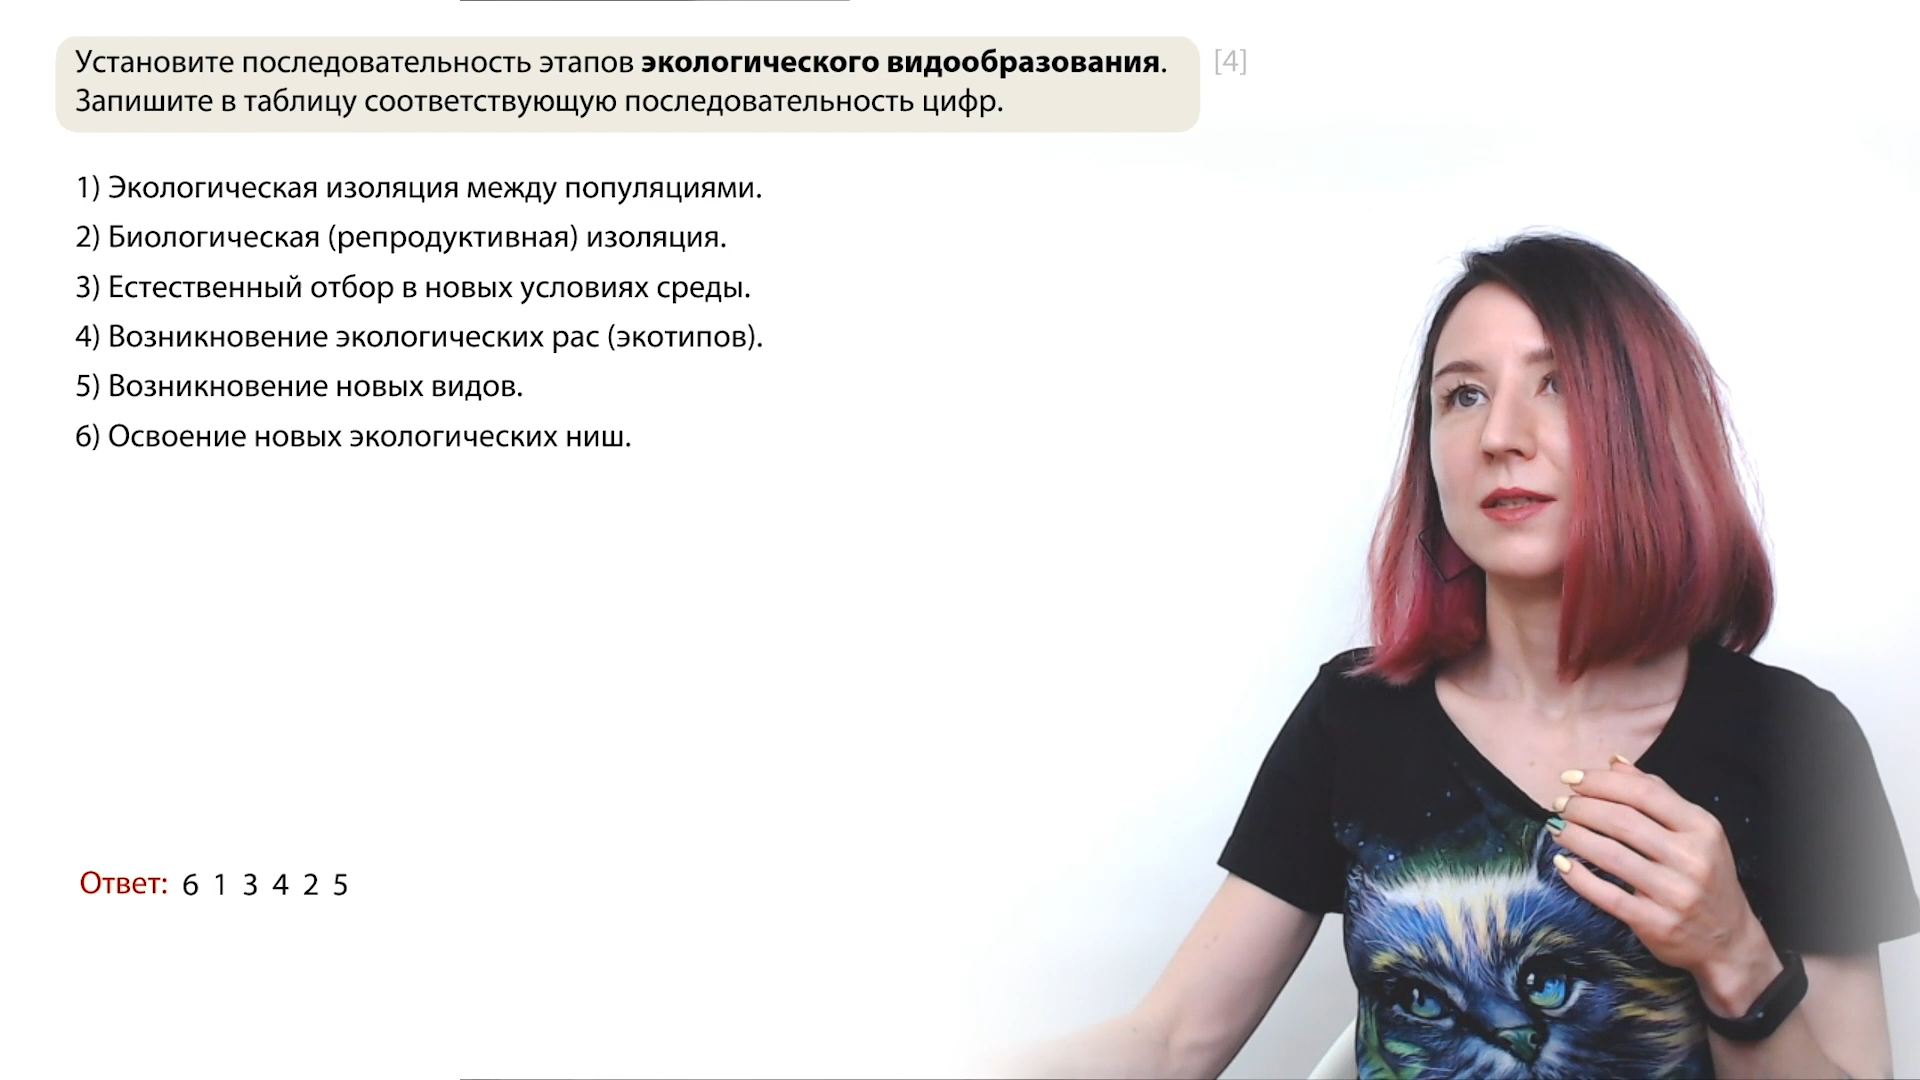 Установите последовательность этапов экологического видообразования. [4]
Запишите в таблицу соответствующую последовательность цифр.
1) Экологическая изоляция между популяциями.
2) Биологическая (репродуктивная) изоляция.
3) Естественный отбор в новых условиях среды.
4) Возникновение экологических рас (экотипов).
5) Возникновение новых видов.
6) Освоение новых экологических ниш.
Ответ: 6 1 3 4 2 5